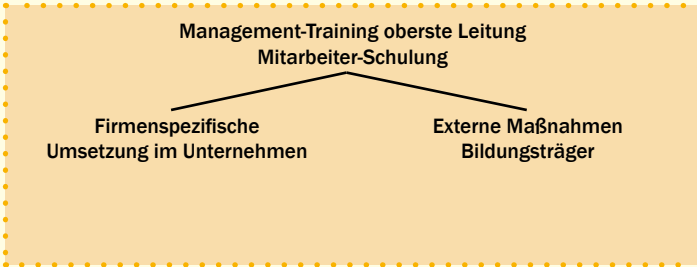 Management-Training oberste Leitung
Mitarbeiter-Schulung
Firmenspezifische
Umsetzung im Unternehmen
Externe Maßnahmen
Bildungsträger